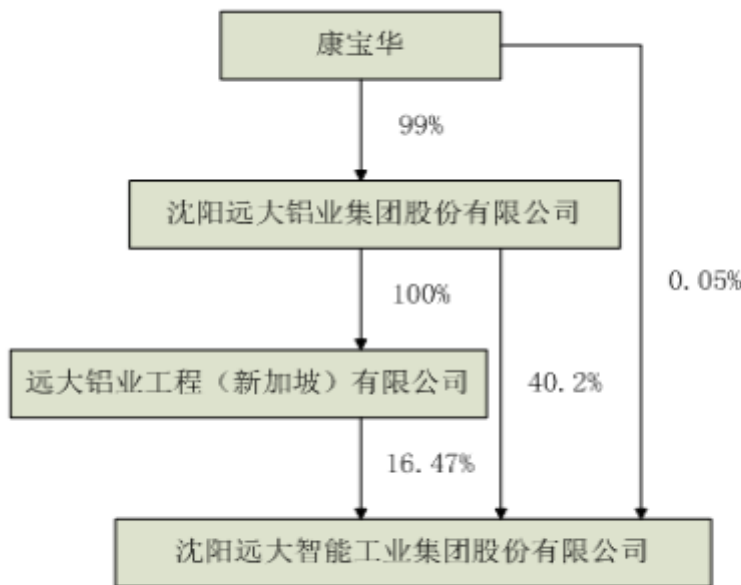 康宝华
99%
沈阳远大铝业集团股份有限公司
0.05%
100%
远大铝业工程（新加坡）有限公司
40.2%
16.47%
沈阳远大智能工业集团股份有限公司